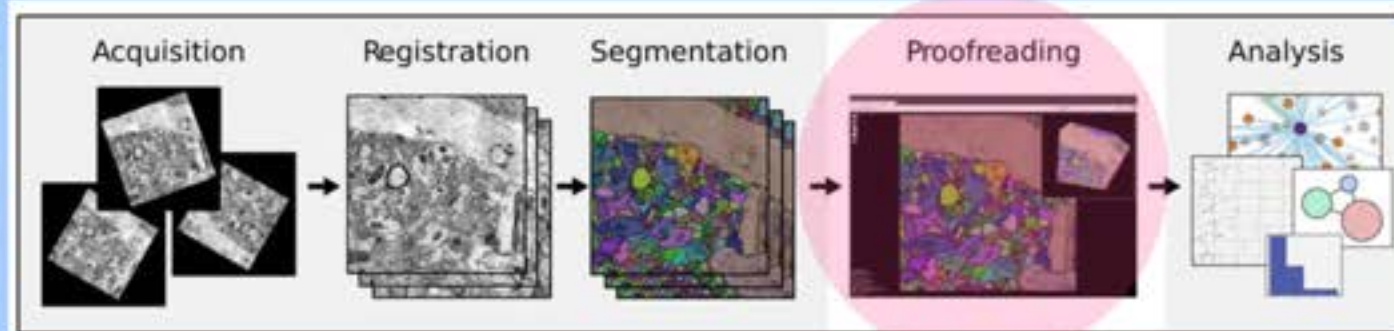 Acquisition
Registration
Segmentation
Proofreading
Analysis